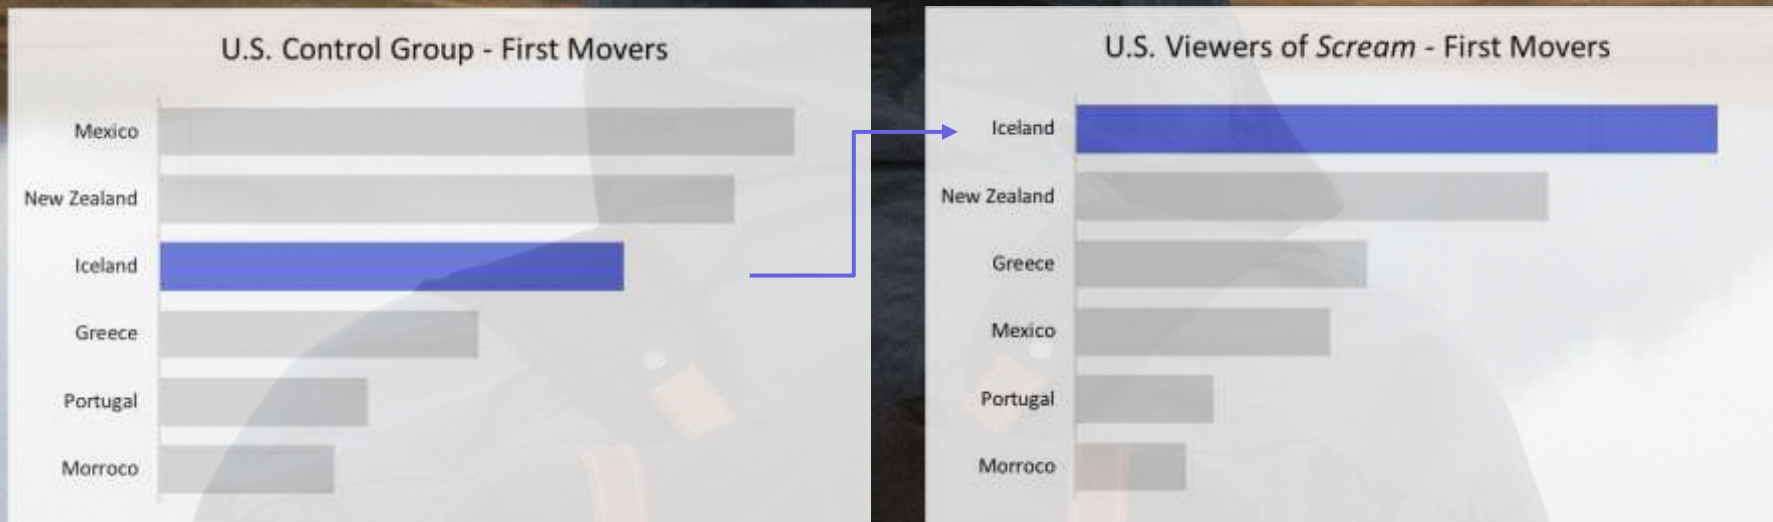 U.S. Control Group - First Movers
Mexico
New Zealand
Iceland
Greece
Portugal
Morroco
U.S. Viewers of Scream - First Movers
Iceland
New Zealand
Greece
Mexico
Portugal
Morroco